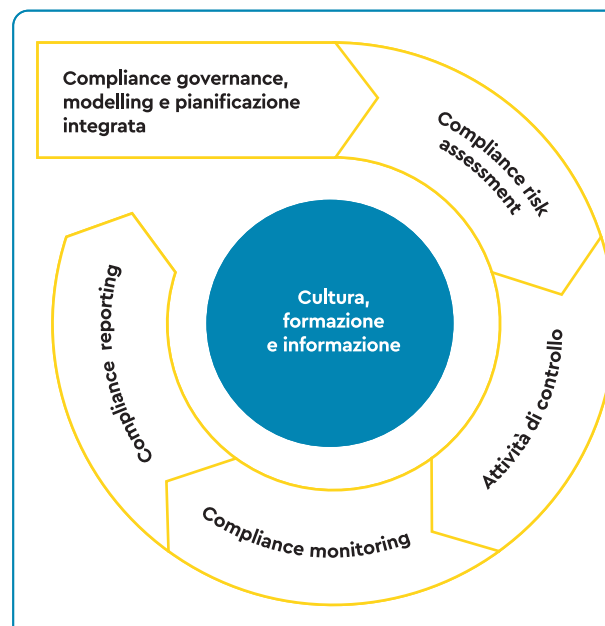 Compliance governance,
modelling e pianificazione
integrata
Compliance risk
assessment
Attività di controllo
Compliance monitoring
Compliance reporting
Cultura,
formazione
e informazione